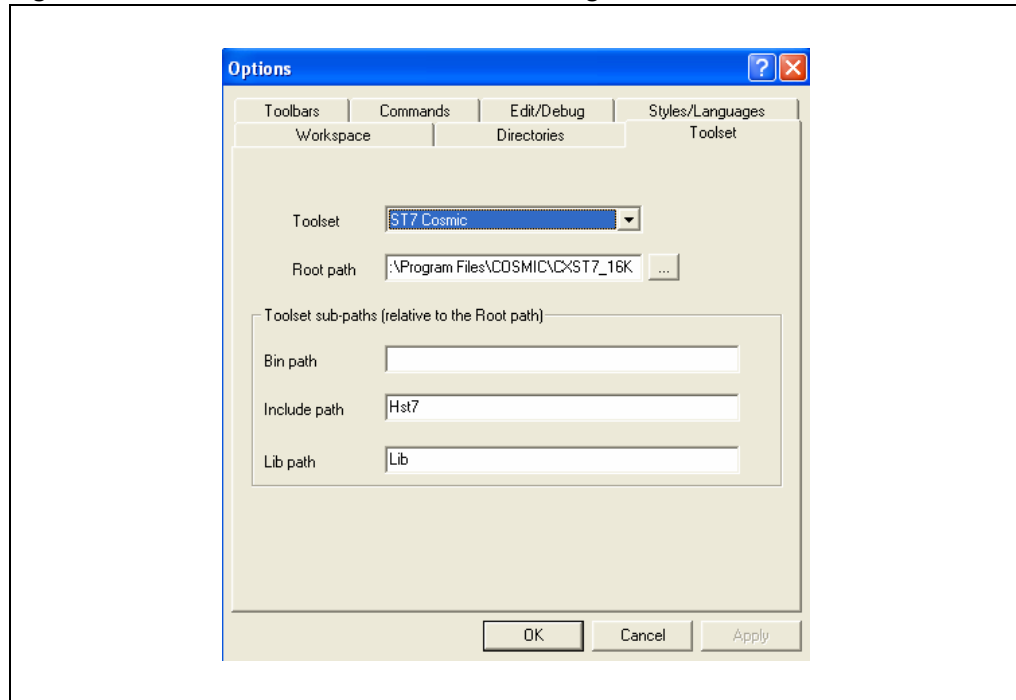 Options
Toolbars Commands Edit/Debug Styles/Languages
Workspace Directories Toolset
Toolset ST7 Cosmic
Root path :\Program Files\COSMIC\CXST7_16K ...
Toolset sub-paths (relative to the Root path)
Bin path
Include path Hst7
Lib path Lib
OK Cancel Apply